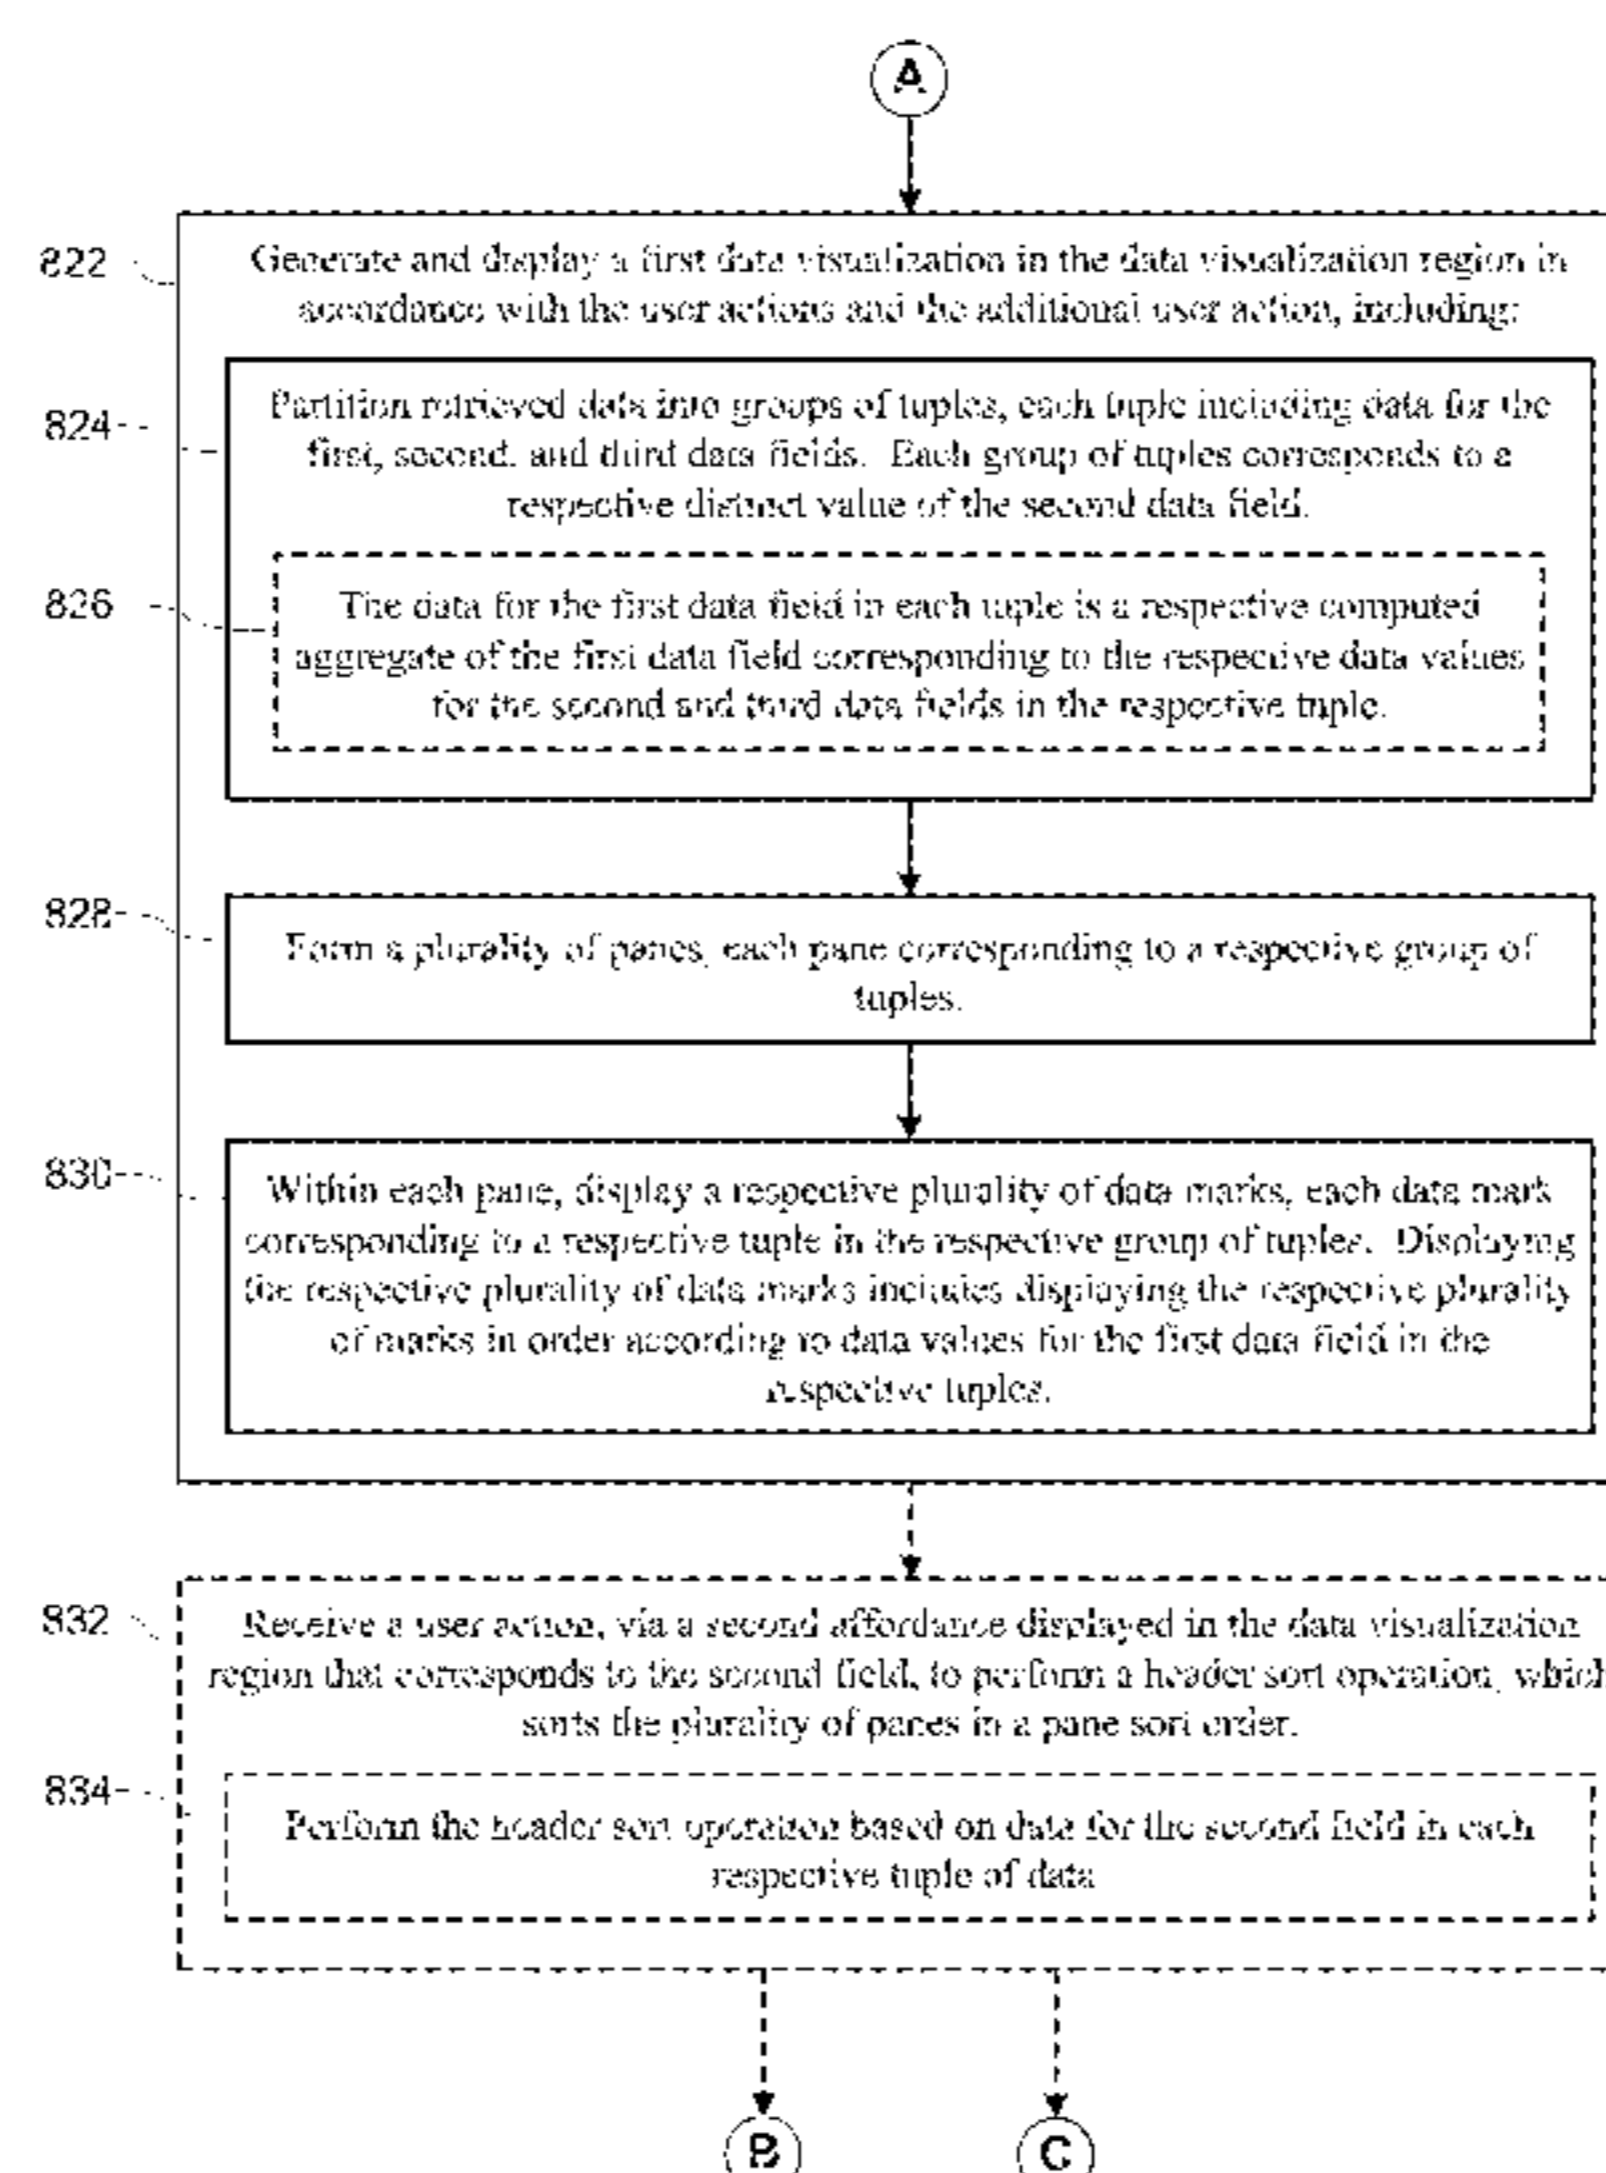 A
822
Generate and display a first data visualization in the data visualization region in
accordance with the user actions and the additional user action, including:
824
Partition retrieved data into groups of tuples, each tuple including data for the
first, second, and third data fields. Each group of tuples corresponds to a
respective distinct value of the second data field.
826
The data for the first data field in each tuple is a respective computed
aggregate of the first data field corresponding to the respective data values
for the second and third data fields in the respective tuple.
828
Form a plurality of panes, each pane corresponding to a respective group of
tuples.
830
Within each pane, display a respective plurality of data marks, each data mark
corresponding to a respective tuple in the respective group of tuples. Displaying
the respective plurality of data marks includes displaying the respective plurality
of marks in order according to data values for the first data field in the
respective tuples.
832
Receive a user action, via a second affordance displayed in the data visualization
region that corresponds to the second field, to perform a header sort operation, which
sorts the plurality of panes in a pane sort order.
834
Perform the header sort operation based on data for the second field in each
respective tuple of data
B
C